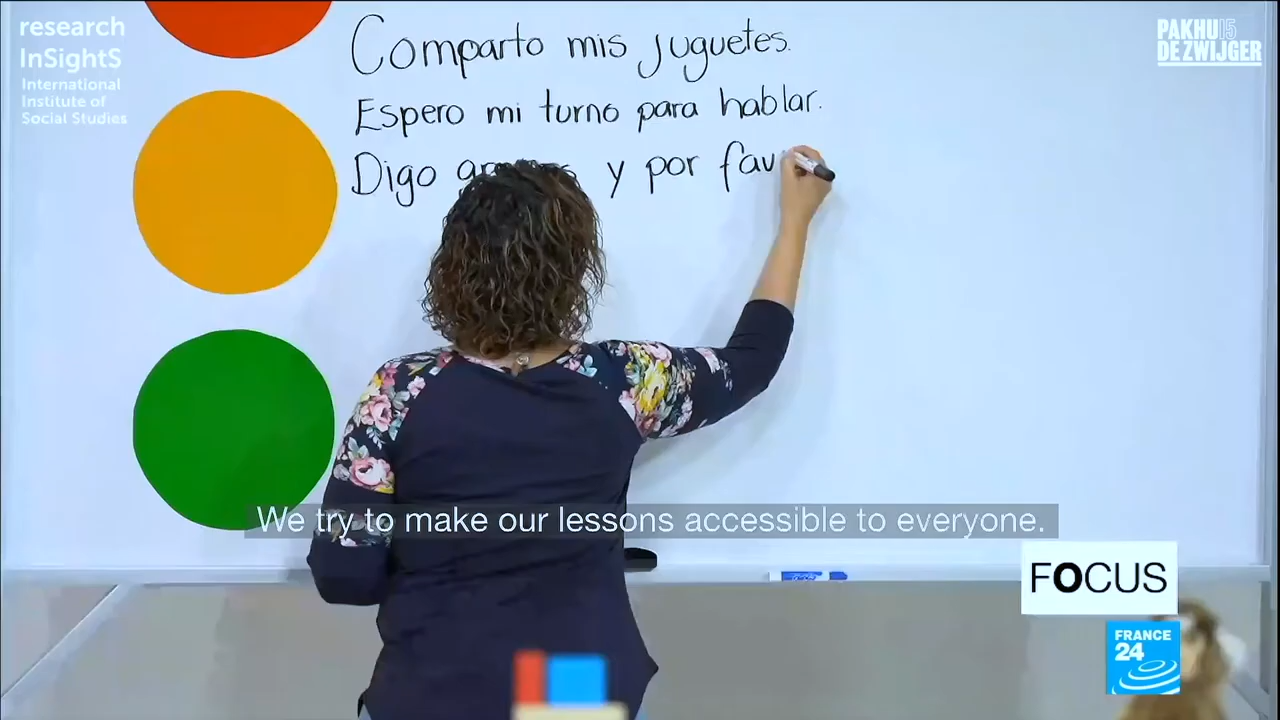 research
InSightS
International
Institute of
Social Studies
PAKHUIS
DE ZWIJGER
Comparto mis juguetes.
Espero mi turno para hablar.
Digo y por fav
We try to make our lessons accessible to everyone.
FOCUS
FRANCE
24